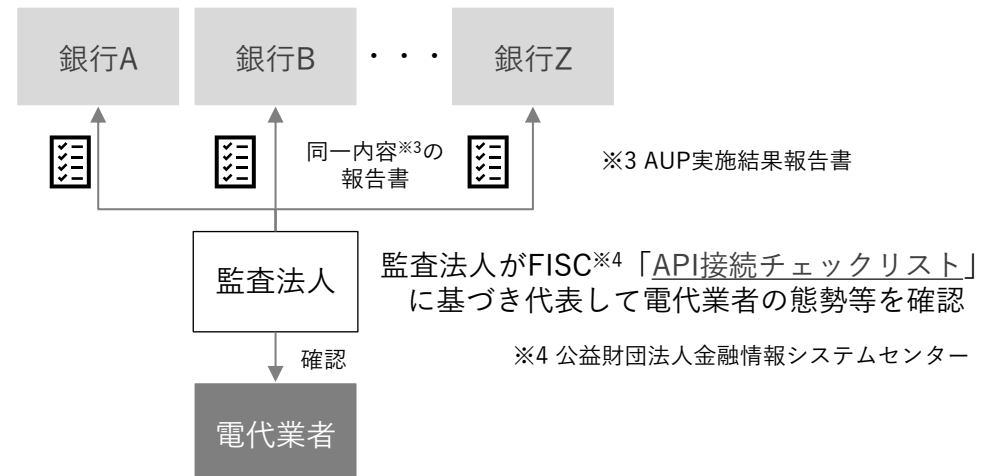 銀行A
銀行B
・・・
銀行Z
同一内容※3の
報告書
※3 AUP実施結果報告書
監査法人
監査法人がFISC※4「API接続チェックリスト」
に基づき代表して電代業者の態勢等を確認
確認
※4 公益財団法人金融情報システムセンター
電代業者